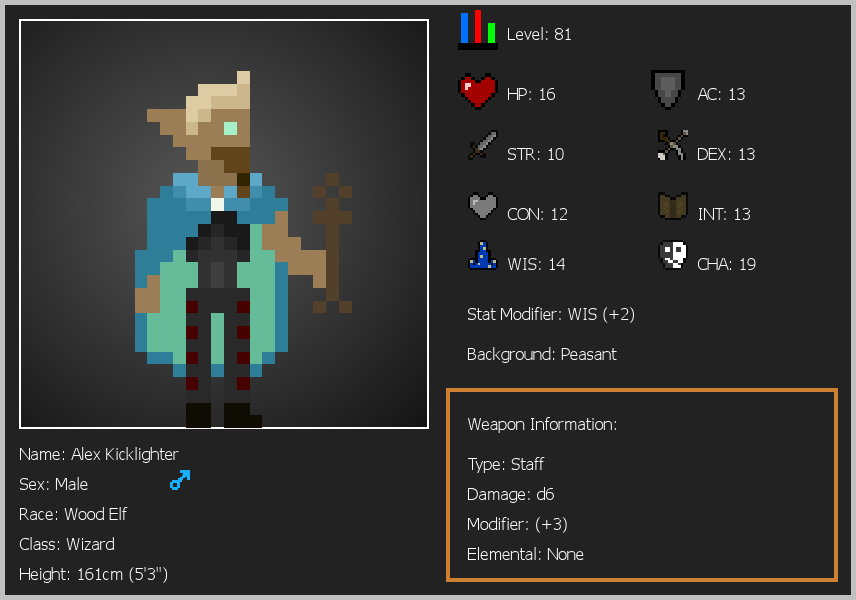 Level: 81
HP: 16
AC: 13
STR: 10
DEX: 13
CON: 12
INT: 13
WIS: 14
CHA: 19
Stat Modifier: WIS (+2)
Background: Peasant
Weapon Information:
Type: Staff
Damage: d6
Modifier: (+3)
Elemental: None
Name: Alex Kicklighter
Sex: Male
Race: Wood Elf
Class: Wizard
Height: 161cm (5'3")